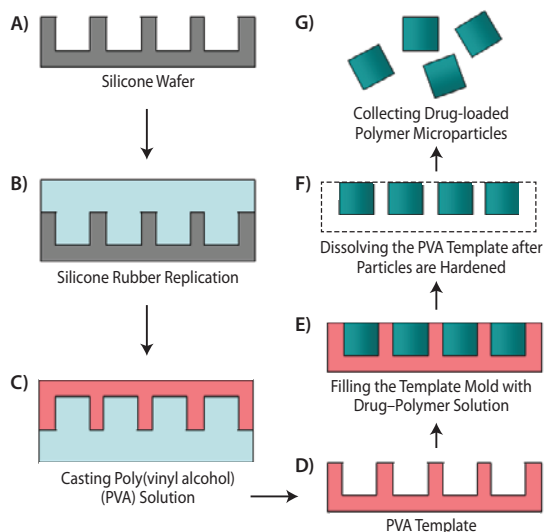 A)
Silicone Wafer
B)
Silicone Rubber Replication
C)
Casting Poly(vinyl alcohol)
(PVA) Solution
D)
PVA Template
E)
Filling the Template Mold with
Drug–Polymer Solution
F)
Dissolving the PVA Template after
Particles are Hardened
G)
Collecting Drug-loaded
Polymer Microparticles